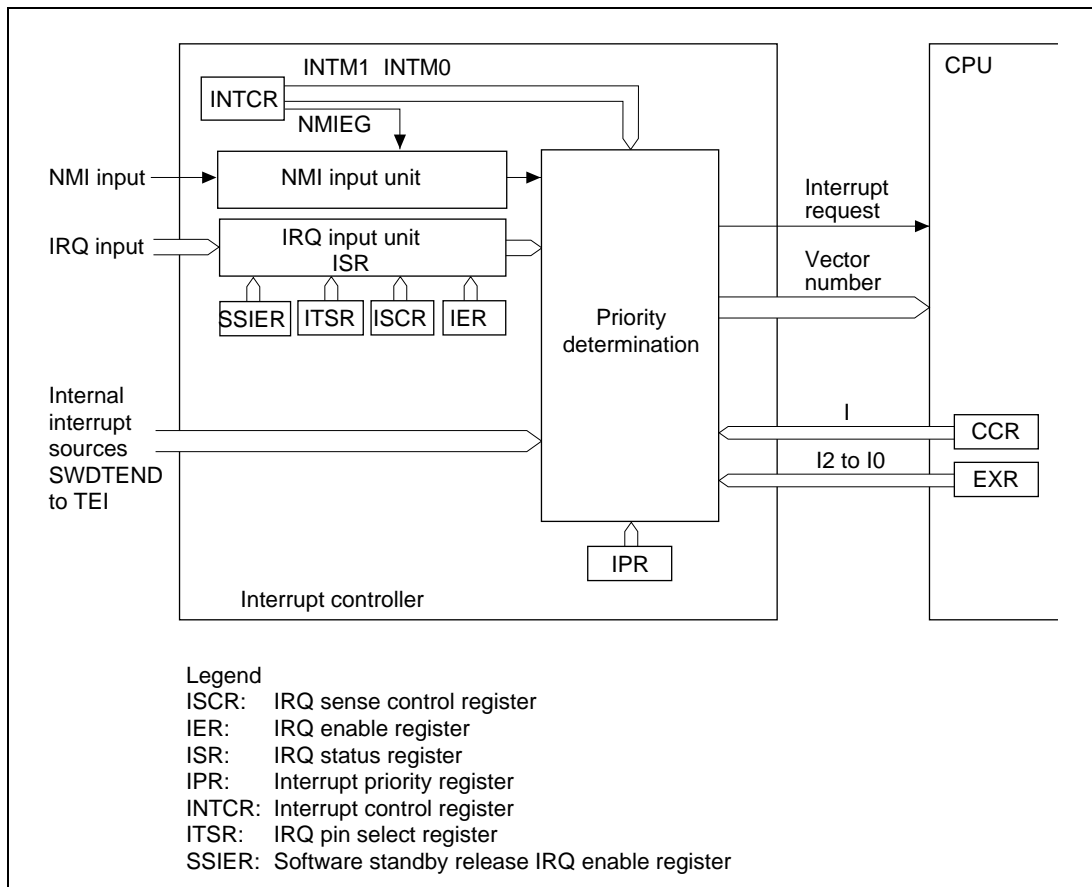 INTM1 INTM0
CPU
INTCR
NMIEG
NMI input
NMI input unit
Interrupt
request
IRQ input
IRQ input unit
ISR
Vector
number
SSIER
ITSR
ISCR
IER
Priority
determination
Internal
interrupt
sources
SWDTEND
to TEI
I
CCR
I2 to I0
EXR
IPR
Interrupt controller
Legend
ISCR: IRQ sense control register
IER: IRQ enable register
ISR: IRQ status register
IPR: Interrupt priority register
INTCR: Interrupt control register
ITSR: IRQ pin select register
SSIER: Software standby release IRQ enable register